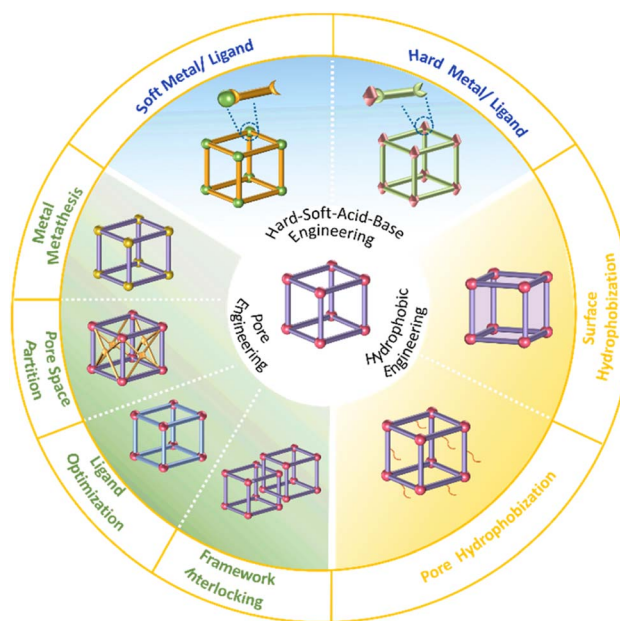 Soft Metal/ Ligand
Hard Metal/ Ligand
Metal
Metathesis
Hard-Soft-Acid-Base
Engineering
Pore
Engineering
Hydrophobic
Engineering
Surface
Hydrophobization
Pore Space
Partition
Ligand
Optimization
Framework
Interlocking
Pore Hydrophobization